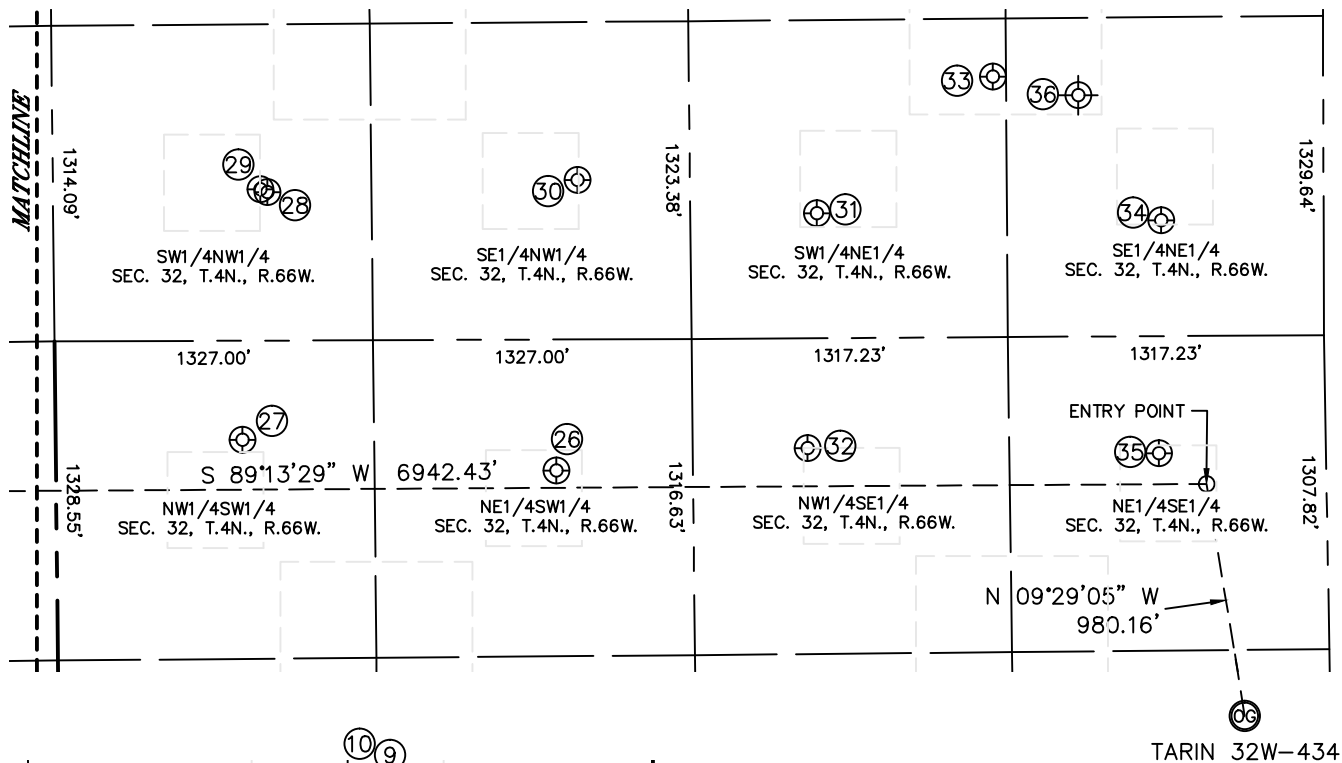 MATCHLINE
33
36
1314.09'
29
28
30
1323.38'
31
34
1329.64'
SW1/4NW1/4
SEC. 32, T.4N., R.66W.
SE1/4NW1/4
SEC. 32, T.4N., R.66W.
SW1/4NE1/4
SEC. 32, T.4N., R.66W.
SE1/4NE1/4
SEC. 32, T.4N., R.66W.
1327.00'
1327.00'
1317.23'
1317.23'
27
26
32
ENTRY POINT
35
S 89°13'29" W 6942.43'
1328.55'
1316.63'
1307.82'
NW1/4SW1/4
SEC. 32, T.4N., R.66W.
NE1/4SW1/4
SEC. 32, T.4N., R.66W.
NW1/4SE1/4
SEC. 32, T.4N., R.66W.
NE1/4SE1/4
SEC. 32, T.4N., R.66W.
N 09°29'05" W
980.16'
OG
TARIN 32W-434
10
9